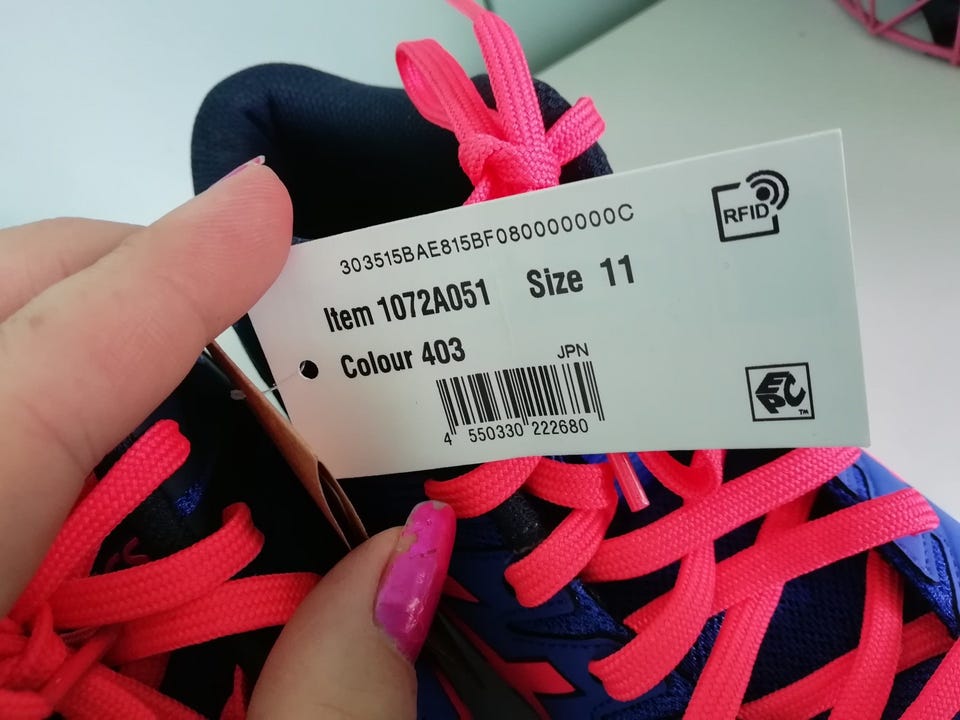 303515BAE815BF080000000C
RFID
Item 1072A051 Size 11
Colour 403
JPN
4 550330 222680
EPC
TM